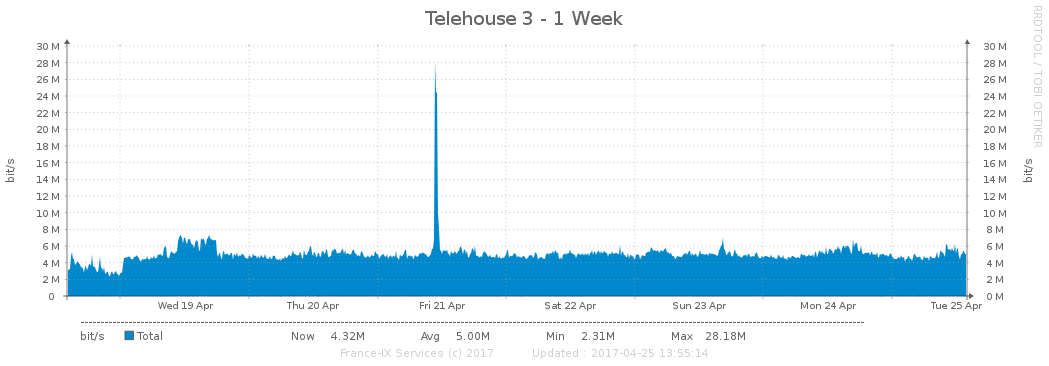 Telehouse 3 - 1 Week
RRDTOOL / TOBI OETIKER
bit/s
30 M 30 M
28 M 28 M
26 M 26 M
24 M 24 M
22 M 22 M
20 M 20 M
18 M 18 M
16 M 16 M
14 M 14 M
12 M 12 M
10 M 10 M
8 M 8 M
6 M 6 M
4 M 4 M
2 M 2 M
0 0 M
bit/s
Wed 19 Apr Thu 20 Apr Fri 21 Apr Sat 22 Apr Sun 23 Apr Mon 24 Apr Tue 25 Apr
bit/s Total Now 4.32M Avg 5.00M Min 2.31M Max 28.18M
France-IX Services (c) 2017 Updated : 2017-04-25 13:55:14